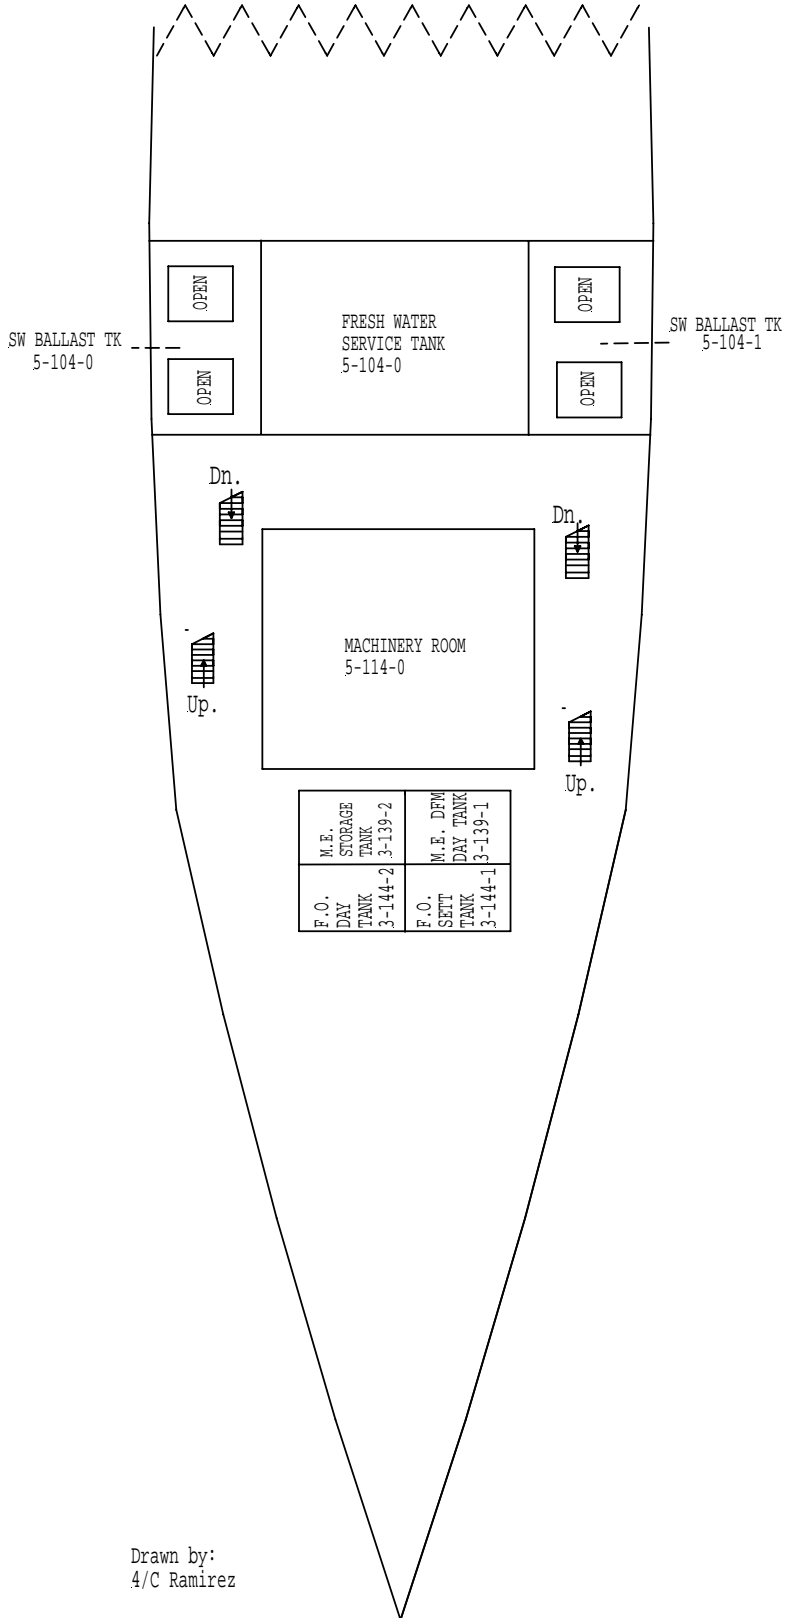 OPEN
OPEN
FRESH WATER
SERVICE TANK
5-104-0
SW BALLAST TK
5-104-0
SW BALLAST TK
5-104-1
OPEN
OPEN
Dn.
Dn.
MACHINERY ROOM
5-114-0
Up.
Up.
M.E.
STORAGE
TANK
3-139-2
M.E. DFM
DAY TANK
3-139-1
F.O.
DAY
TANK
3-144-2
F.O.
SETT
TANK
3-144-1
Drawn by:
4/C Ramirez